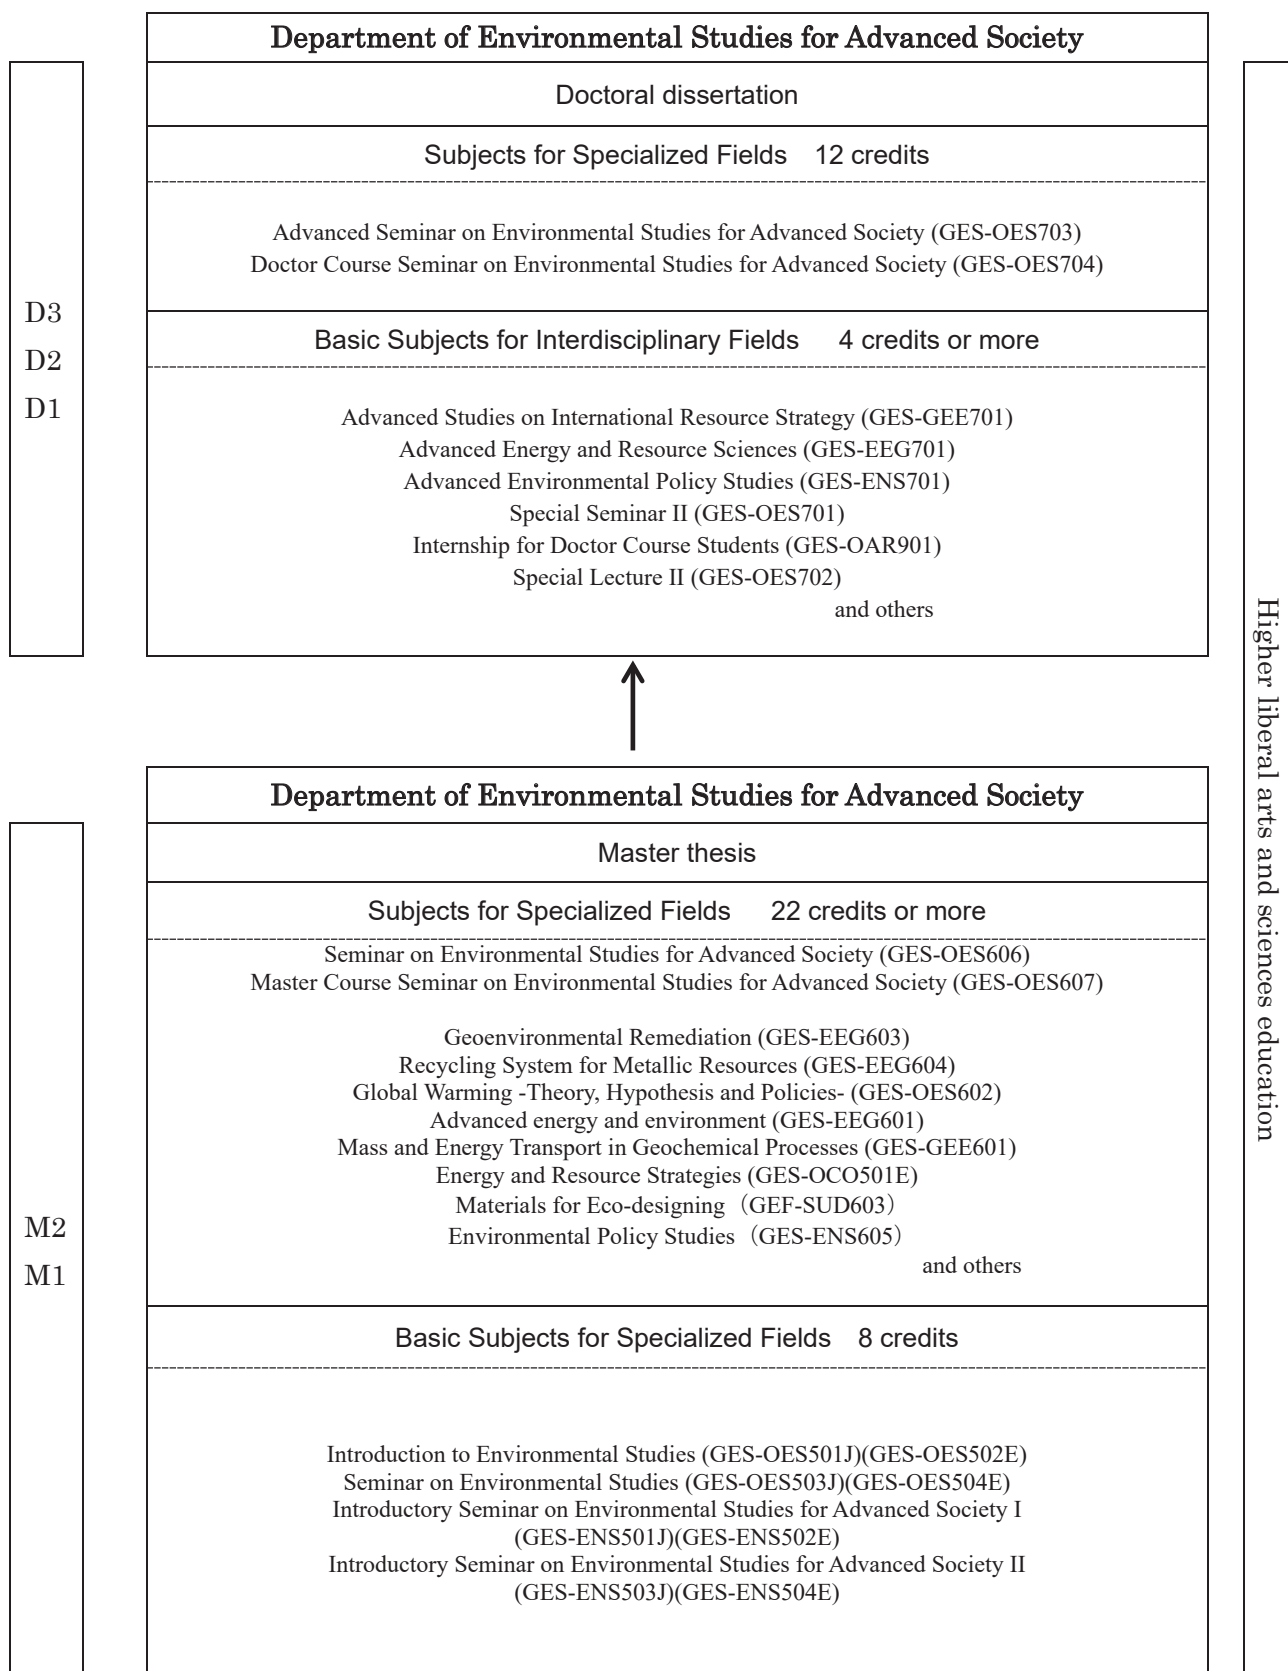 Department of Environmental Studies for Advanced Society
Doctoral dissertation
Subjects for Specialized Fields 12 credits
Advanced Seminar on Environmental Studies for Advanced Society (GES-OES703)
Doctor Course Seminar on Environmental Studies for Advanced Society (GES-OES704)
D3
D2
D1
Basic Subjects for Interdisciplinary Fields 4 credits or more
Advanced Studies on International Resource Strategy (GES-GEE701)
Advanced Energy and Resource Sciences (GES-EEG701)
Advanced Environmental Policy Studies (GES-ENS701)
Special Seminar II (GES-OES701)
Internship for Doctor Course Students (GES-OAR901)
Special Lecture II (GES-OES702)
and others
Higher liberal arts and sciences education
Department of Environmental Studies for Advanced Society
Master thesis
Subjects for Specialized Fields 22 credits or more
Seminar on Environmental Studies for Advanced Society (GES-OES606)
Master Course Seminar on Environmental Studies for Advanced Society (GES-OES607)
Geoenvironmental Remediation (GES-EEG603)
Recycling System for Metallic Resources (GES-EEG604)
Global Warming -Theory, Hypothesis and Policies- (GES-OES602)
Advanced energy and environment (GES-EEG601)
Mass and Energy Transport in Geochemical Processes (GES-GEE601)
Energy and Resource Strategies (GES-OCO501E)
Materials for Eco-designing（GEF-SUD603）
Environmental Policy Studies（GES-ENS605）
and others
M2
M1
Basic Subjects for Specialized Fields 8 credits
Introduction to Environmental Studies (GES-OES501J)(GES-OES502E)
Seminar on Environmental Studies (GES-OES503J)(GES-OES504E)
Introductory Seminar on Environmental Studies for Advanced Society I
(GES-ENS501J)(GES-ENS502E)
Introductory Seminar on Environmental Studies for Advanced Society II
(GES-ENS503J)(GES-ENS504E)